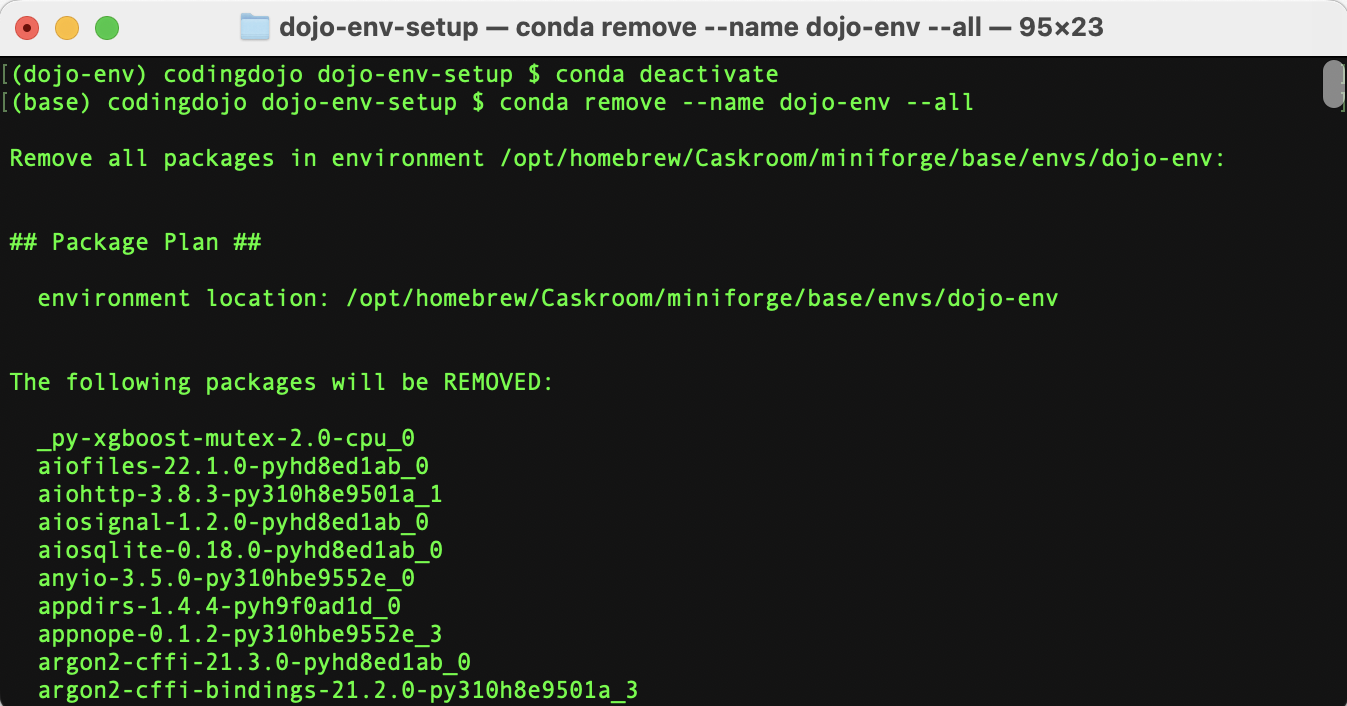 dojo-env-setup — conda remove --name dojo-env --all — 95×23
[(dojo-env) codingdojo dojo-env-setup $ conda deactivate ]
[(base) codingdojo dojo-env-setup $ conda remove --name dojo-env --all ]
Remove all packages in environment /opt/homebrew/Caskroom/miniforge/base/envs/dojo-env:
## Package Plan ##
environment location: /opt/homebrew/Caskroom/miniforge/base/envs/dojo-env
The following packages will be REMOVED:
_py-xgboost-mutex-2.0-cpu_0
aiofiles-22.1.0-pyhd8ed1ab_0
aiohttp-3.8.3-py310h8e9501a_1
aiosignal-1.2.0-pyhd8ed1ab_0
aiosqlite-0.18.0-pyhd8ed1ab_0
anyio-3.5.0-py310hbe9552e_0
appdirs-1.4.4-pyh9f0ad1d_0
appnope-0.1.2-py310hbe9552e_3
argon2-cffi-21.3.0-pyhd8ed1ab_0
argon2-cffi-bindings-21.2.0-py310h8e9501a_3